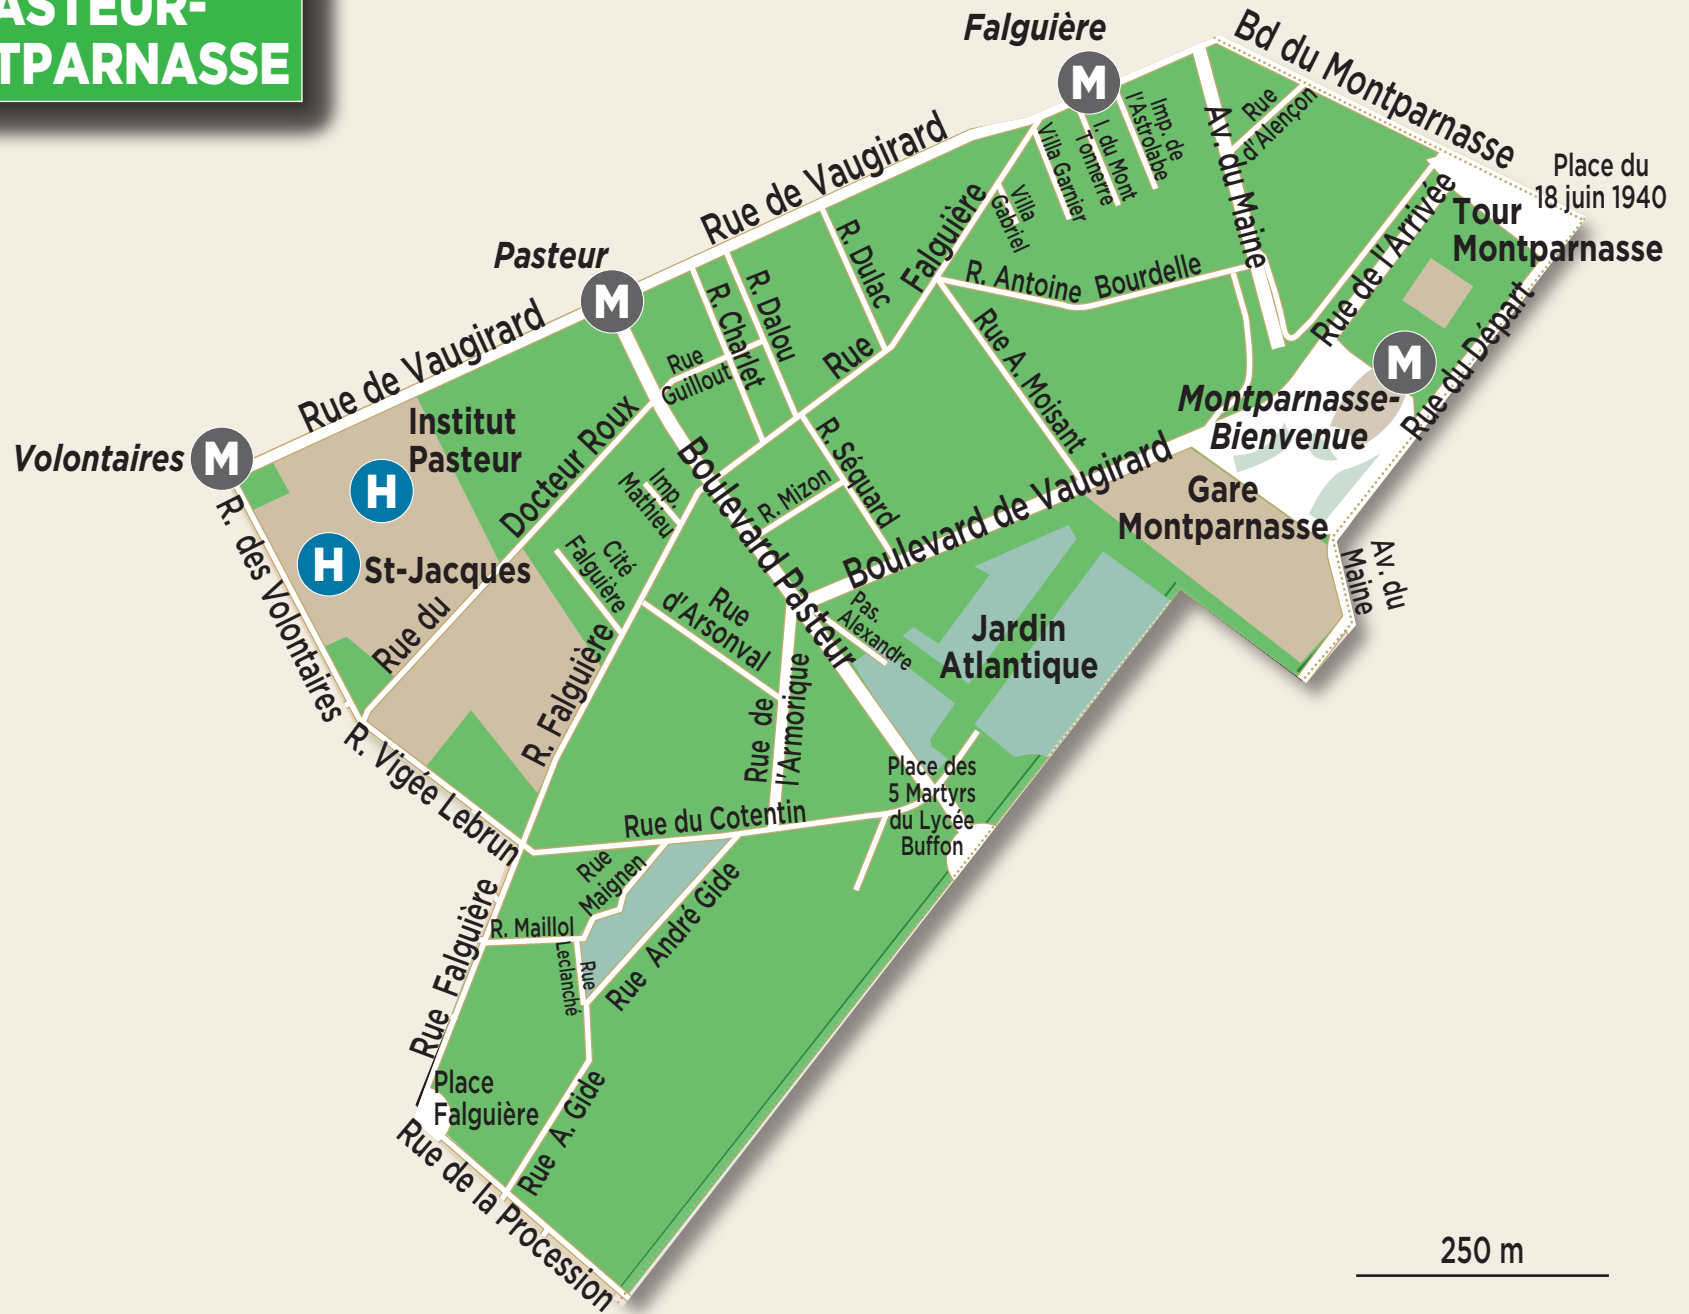 ASTEUR-
TPARNASSE
Falguière
M
Bd du Montparnasse
Place du
18 juin 1940
Tour
Montparnasse
Rue
d'Alençon
Av. du Maine
Imp. de
l'Astrolabe
I. du Mont
Tonnerre
Villa Garnier
Villa
Gabriel
Rue de Vaugirard
Pasteur
M
R. Dulac
Rue Falguière
R. Antoine Bourdelle
Rue de l'Arrivée
Rue du Départ
M
Montparnasse-
Bienvenue
R. Dalou
R. Charlet
Rue
Guillout
Rue A. Moisant
Rue de Vaugirard
Volontaires
M
Institut
Pasteur
H
H
St-Jacques
Rue du Docteur Roux
Boulevard Pasteur
Imp.
Mathieu
Cité
Falguière
R. Mizon
R. Séquard
Boulevard de Vaugirard
Gare
Montparnasse
Av. du
Maine
R. des Volontaires
Rue
d'Arsonval
Pas.
Alexandre
Jardin
Atlantique
R. Falguière
Rue de
l'Armorique
R. Vigée Lebrun
Place des
5 Martyrs
du Lycée
Buffon
Rue du Cotentin
Rue
Maignen
R. Maillol
Rue
Leclanché
Rue André Gide
Rue Falguière
Place
Falguière
Rue A. Gide
Rue de la Procession
250 m